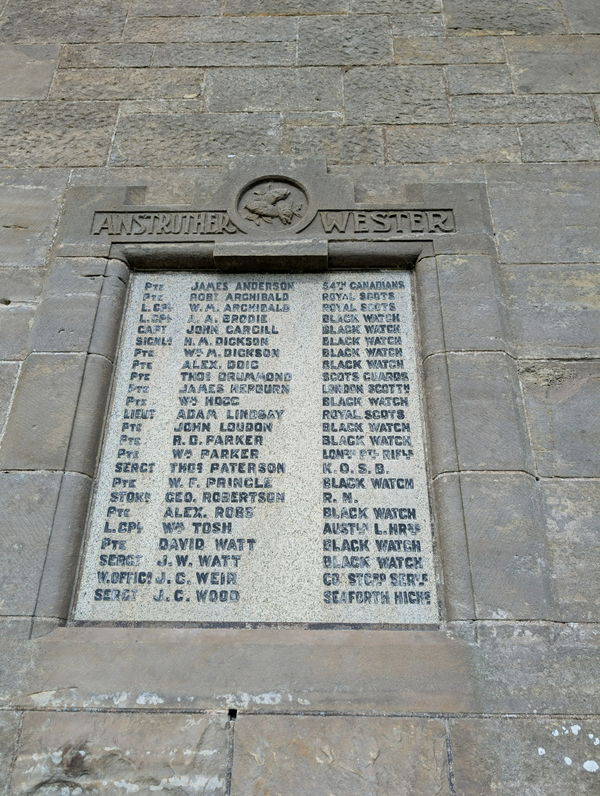 ANSTRUTHER WESTER
PTE JAMES ANDERSON 54TH CANADIANS
PTE ROBT ARCHIBALD ROYAL SCOTS
L.CPL W.M. ARCHIBALD ROYAL SCOTS
L.CPL J.A. BRODIE BLACK WATCH
CAPT JOHN CARGILL BLACK WATCH
SIGNLR H.M. DICKSON BLACK WATCH
PTE WM M. DICKSON BLACK WATCH
PTE ALEX. DOIG BLACK WATCH
PTE THOS DRUMMOND SCOTS GUARDS
PTE JAMES HEPBURN LONDON SCOTTH
PTE WM HOGG BLACK WATCH
LIEUT ADAM LINDSAY ROYAL SCOTS
PTE JOHN LOUDON BLACK WATCH
PTE R.D. PARKER BLACK WATCH
PTE WM PARKER RIFLS
SERGT THOS PATERSON K.O.S.B.
PTE W.F. PRINGLE BLACK WATCH
STOKR GEO. ROBERTSON R.N.
PTE ALEX. ROSS BLACK WATCH
L.CPL WM TOSH AUSTLN L.HRSE
PTE DAVID WATT BLACK WATCH
SERGT J.W. WATT BLACK WATCH
W.OFFICR J.C. WEIR
SERGT J.C. WOOD SEAFORTH HIGHS